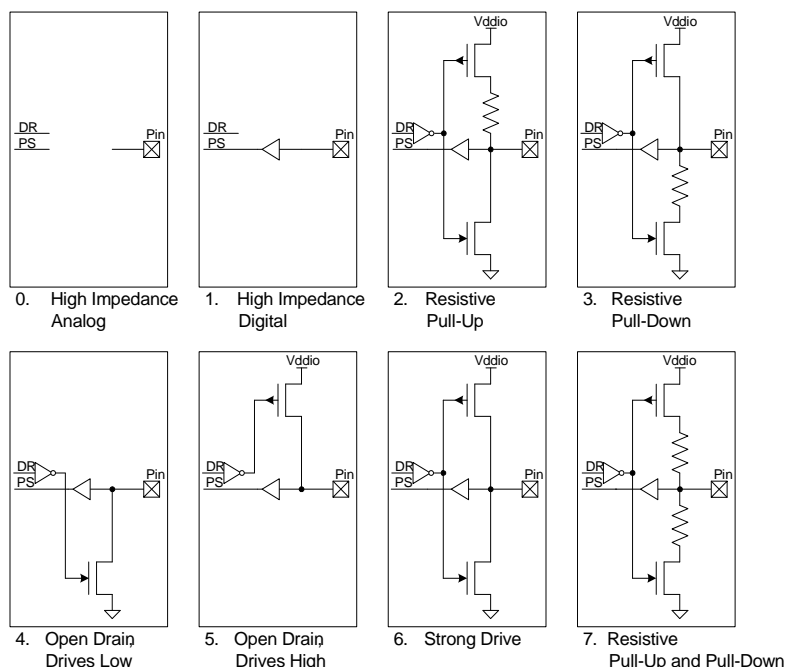 Vddio
Vddio
DR
PS
Pin
DR
PS
Pin
DR
PS
Pin
DR
PS
Pin
0. High Impedance
Analog
1. High Impedance
Digital
2. Resistive
Pull-Up
3. Resistive
Pull-Down
Vddio
Vddio
Vddio
DR
PS
Pin
DR
PS
Pin
DR
PS
Pin
DR
PS
Pin
4. Open Drain,
Drives Low
5. Open Drain,
Drives High
6. Strong Drive
7. Resistive
Pull-Up and Pull-Down